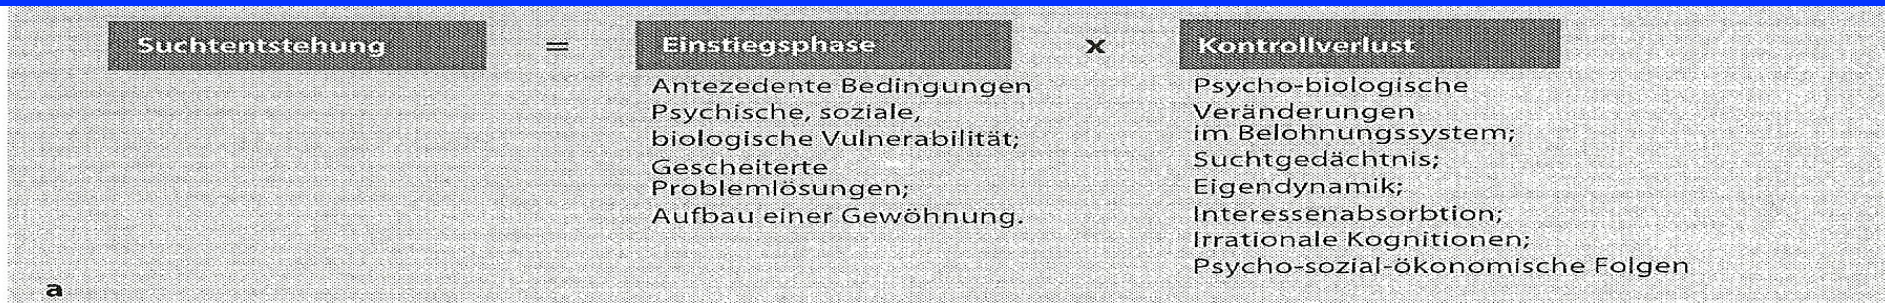 Suchtentstehung = Einstiegsphase x Kontrollverlust
Antezedente Bedingungen
Psychische, soziale,
biologische Vulnerabilität;
Gescheiterte
Problemlösungen;
Aufbau einer Gewöhnung.
Psycho-biologische
Veränderungen
im Belohnungssystem;
Suchtgedächtnis;
Eigendynamik;
Interessenabsorbtion;
Irrationale Kognitionen;
Psycho-sozial-ökonomische Folgen
a